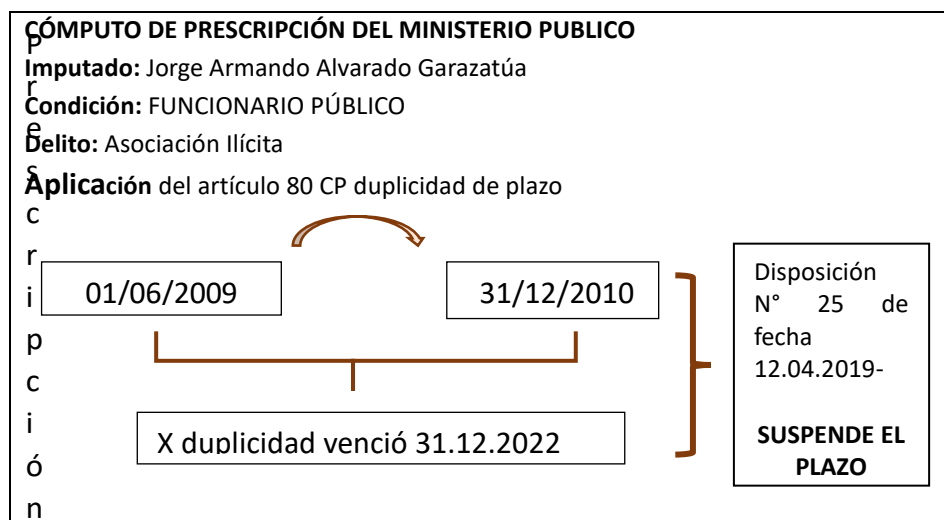 CÓMPUTO DE PRESCRIPCIÓN DEL MINISTERIO PUBLICO
Imputado: Jorge Armando Alvarado Garazatúa
Condición: FUNCIONARIO PÚBLICO
Delito: Asociación Ilícita
Aplicación del artículo 80 CP duplicidad de plazo
P
r
e
s
c
r
i
p
c
i
ó
n
01/06/2009
31/12/2010
X duplicidad venció 31.12.2022
Disposición
N° 25 de
fecha
12.04.2019-
SUSPENDE EL
PLAZO